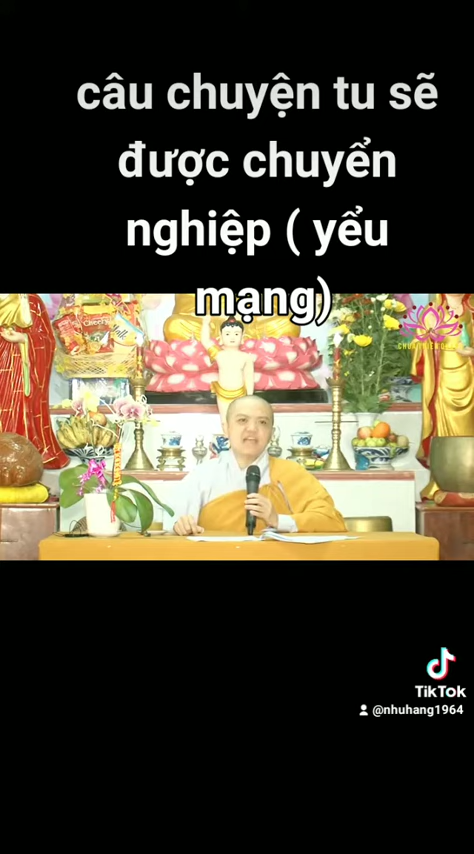 câu chuyện tu sẽ
được chuyển
nghiệp ( yểu
mạng)
TikTok
@nhuhang1964